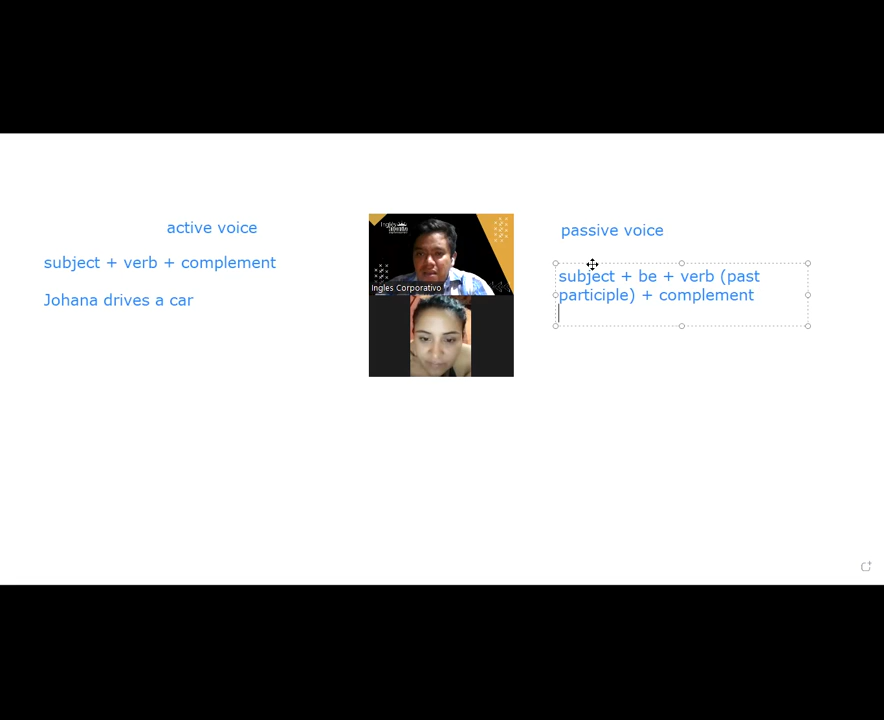 active voice
subject + verb + complement
Johana drives a car
Ingles Corporativo
passive voice
subject + be + verb (past
participle) + complement